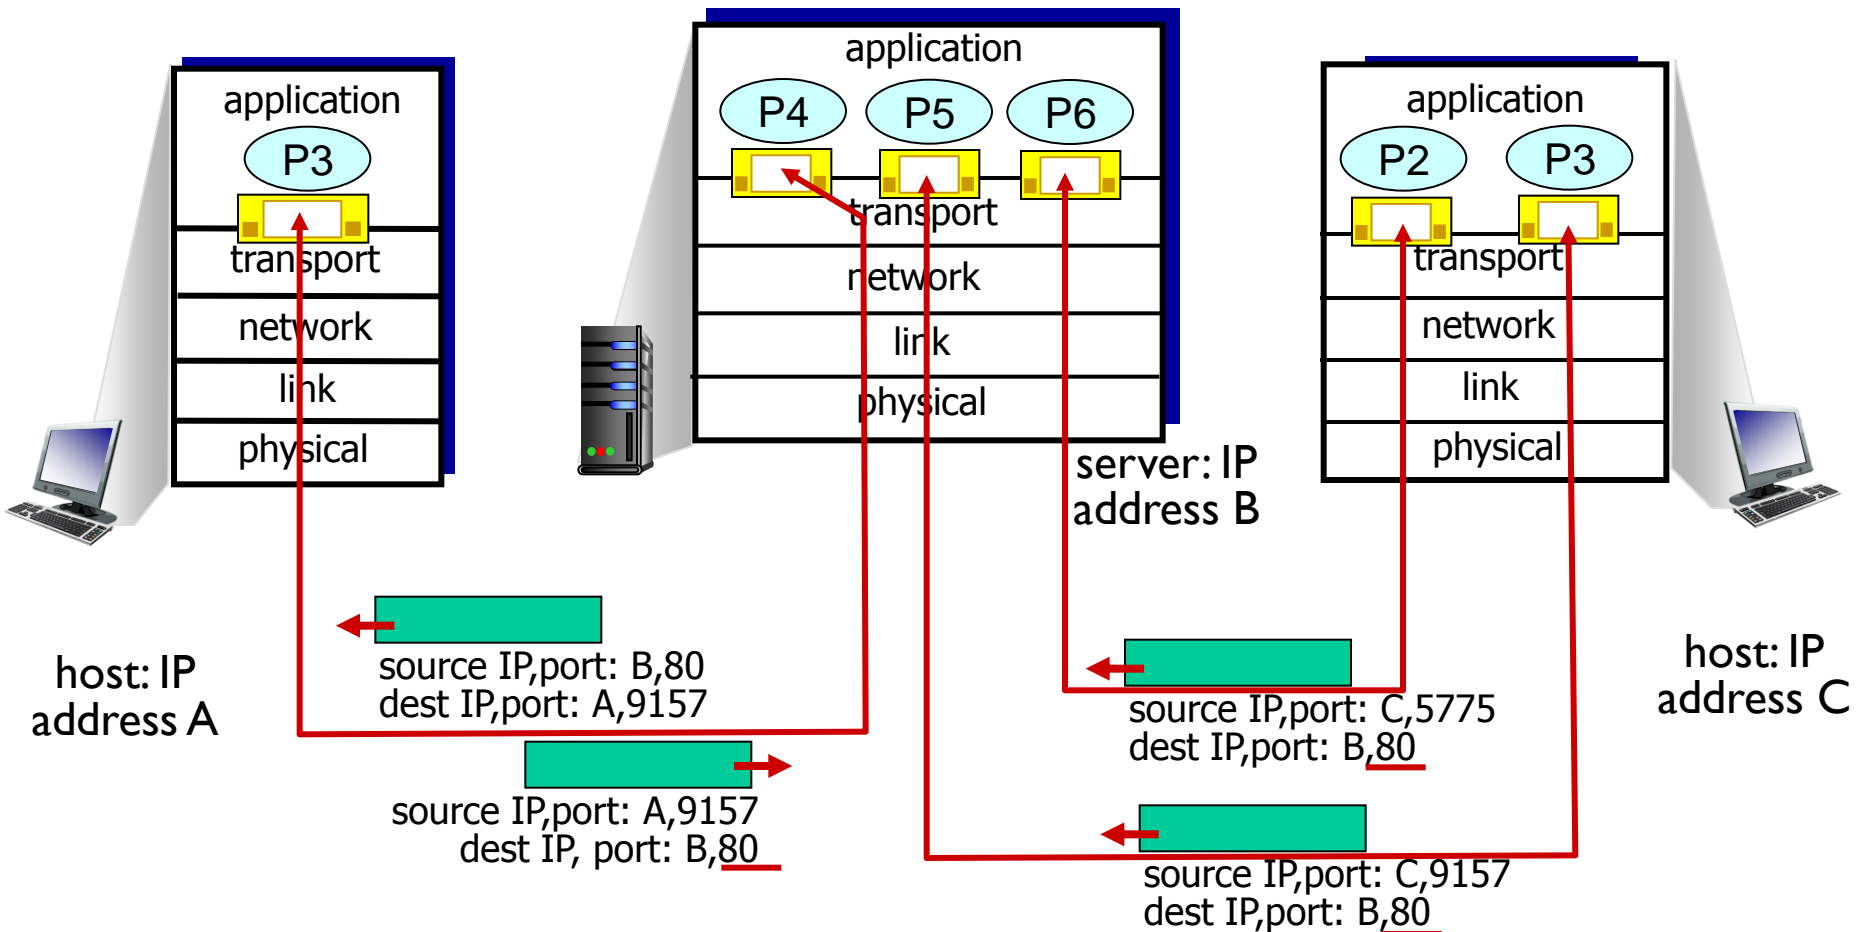 application
P3
transport
network
link
physical
host: IP
address A
application
P4 P5 P6
transport
network
link
physical
server: IP
address B
application
P2 P3
transport
network
link
physical
host: IP
address C
source IP,port: B,80
dest IP,port: A,9157
source IP,port: A,9157
dest IP, port: B,80
source IP,port: C,5775
dest IP,port: B,80
source IP,port: C,9157
dest IP,port: B,80